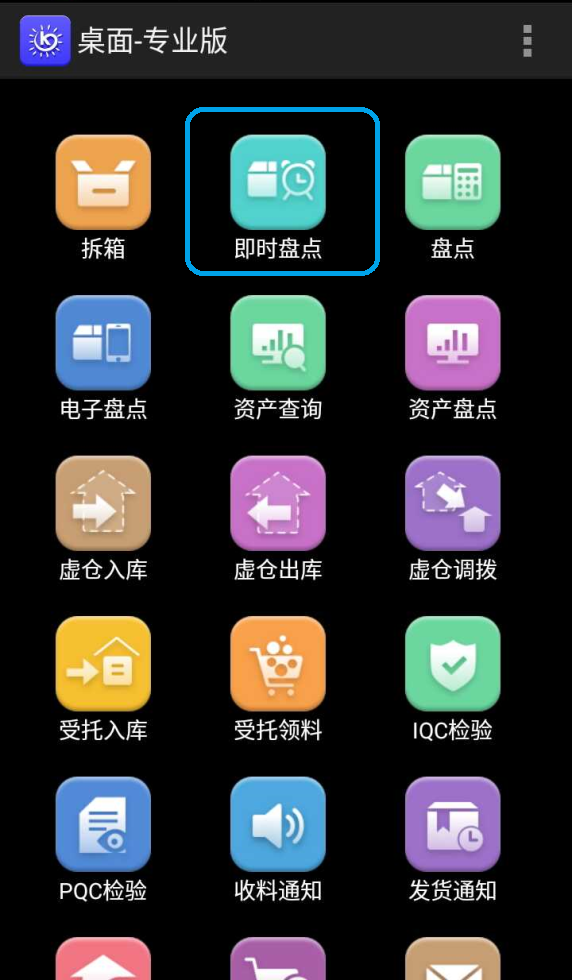 桌面-专业版
拆箱
即时盘点
盘点
电子盘点
资产查询
资产盘点
虚仓入库
虚仓出库
虚仓调拨
受托入库
受托领料
IQC检验
PQC检验
收料通知
发货通知